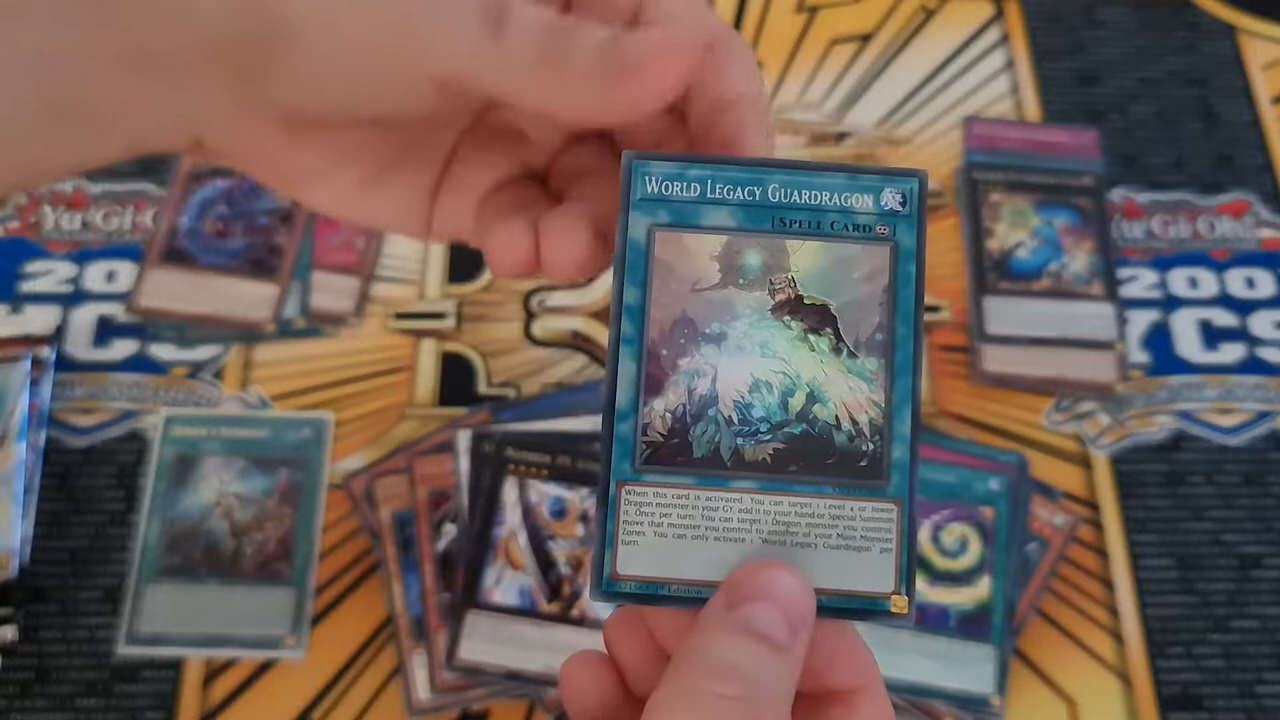 WORLD LEGACY GUARDRAGON
[SPELL CARD ]
When this card is activated: You can target 1 Level 4 or lower
Dragon monster in your GY, add it to your hand or Special Summon
it. Once per turn: You can target 1 Dragon monster you control;
move that monster you control to another of your Main Monster
Zones. You can only activate 1 "World Legacy Guardragon" per
turn.
1st Edition
Yu-Gi-O
20
YCS
Yu-Gi-Oh!
200
YCS